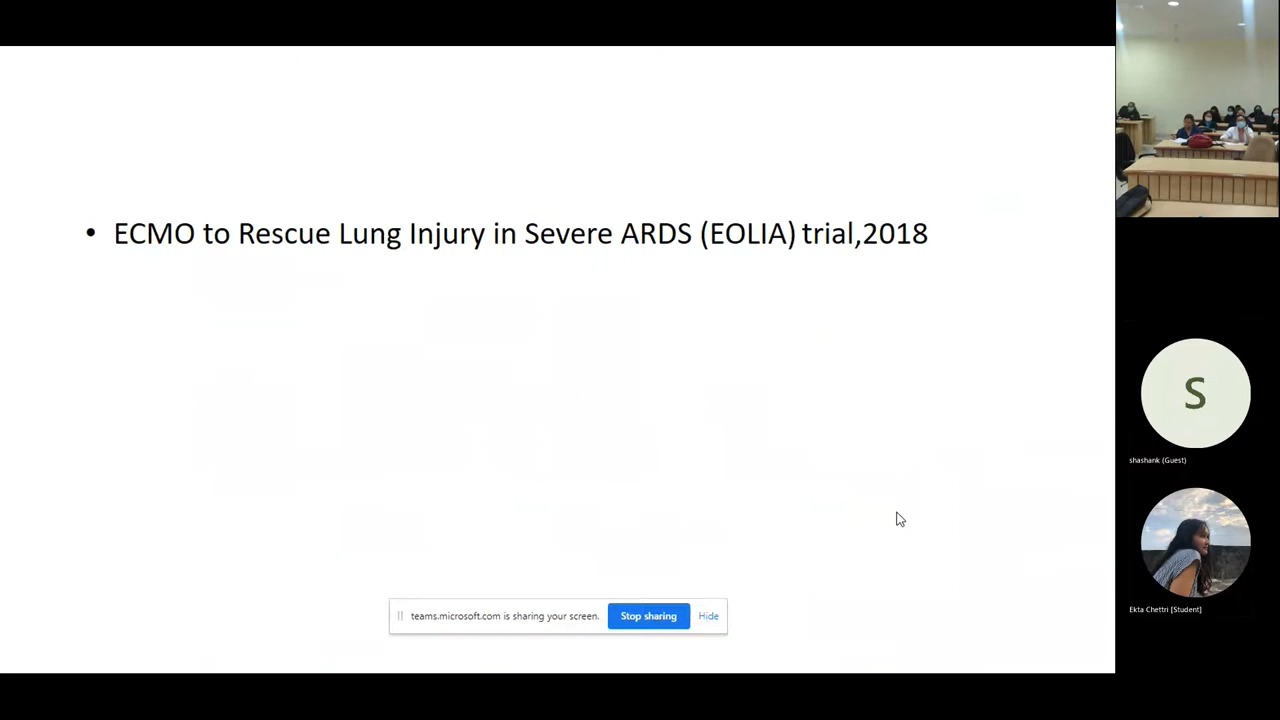 • ECMO to Rescue Lung Injury in Severe ARDS (EOLIA) trial,2018
S
shashank (Guest)
Ekta Chettri [Student]
teams.microsoft.com is sharing your screen. Stop sharing Hide